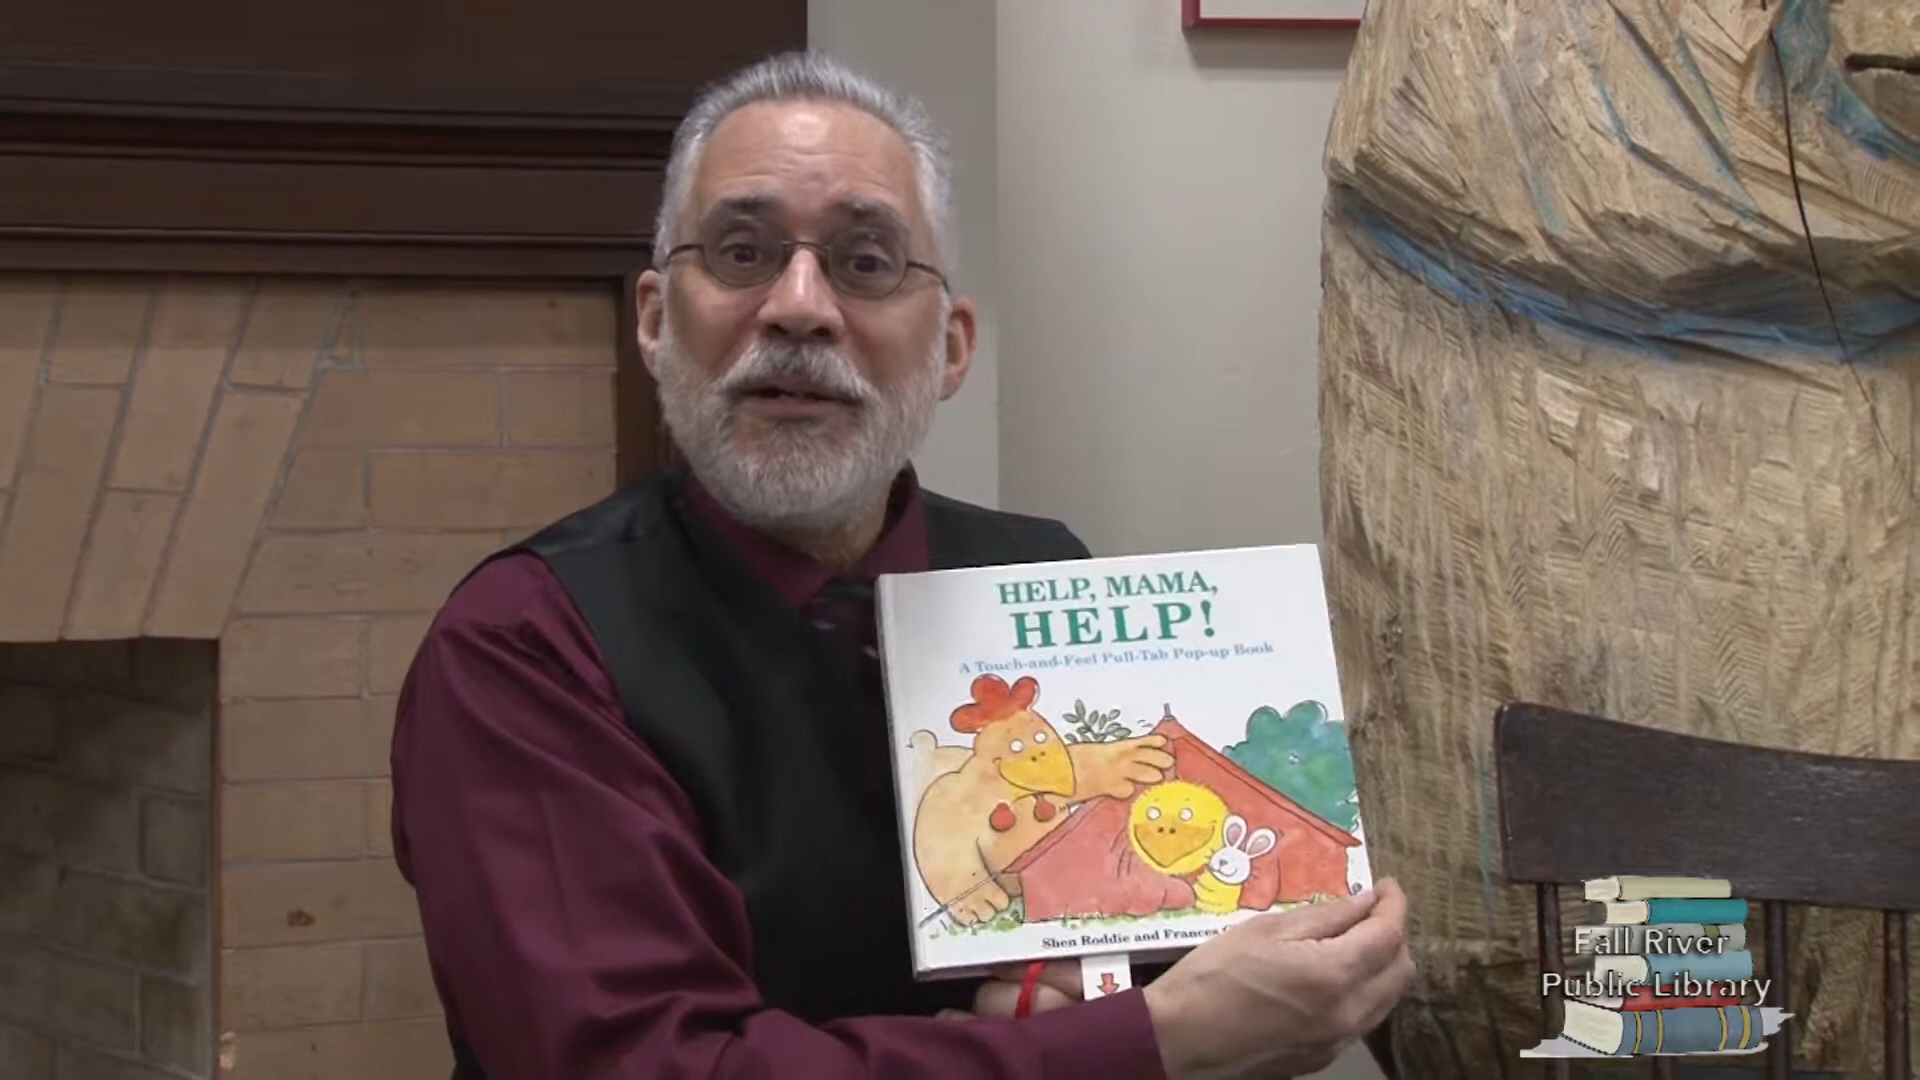 HELP, MAMA,
HELP!
A Touch-and-Feel Pull-Tab Pop-up Book
Shen Roddie and Frances
Fall River
Public Library